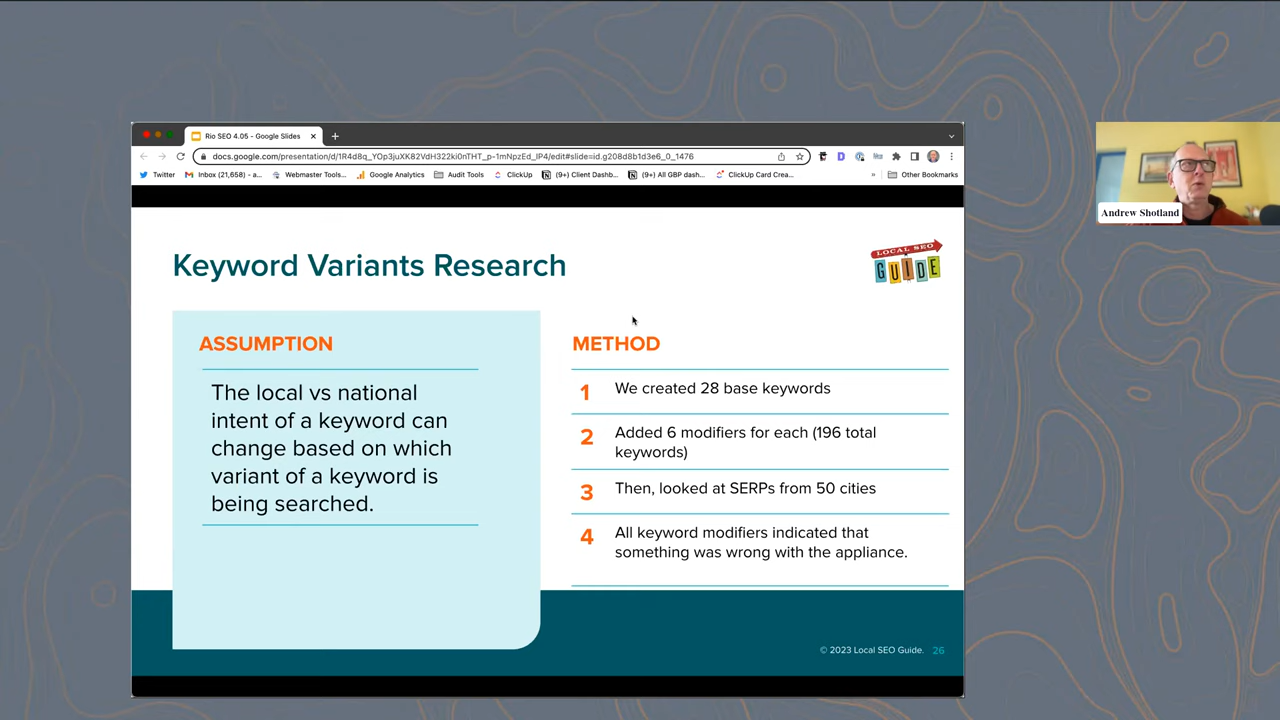 Rio SEO 4.05 - Google Slides
docs.google.com/presentation/d/1R4d8q_YOp3juXK82VdH322ki0nTHT_p-1mNpzEd_IP4/edit#slide=id.g208d8b1d3e6_0_1476
Twitter
Inbox (21,658) - a...
Webmaster Tools...
Google Analytics
Audit Tools
ClickUp
(9+) Client Dashb...
(9+) All GBP dash...
ClickUp Card Crea...
»
Other Bookmarks
Andrew Shotland
Keyword Variants Research
LOCAL SEO
GUIDE
ASSUMPTION
The local vs national
intent of a keyword can
change based on which
variant of a keyword is
being searched.
METHOD
1 We created 28 base keywords
2 Added 6 modifiers for each (196 total
keywords)
3 Then, looked at SERPs from 50 cities
4 All keyword modifiers indicated that
something was wrong with the appliance.
© 2023 Local SEO Guide. 26